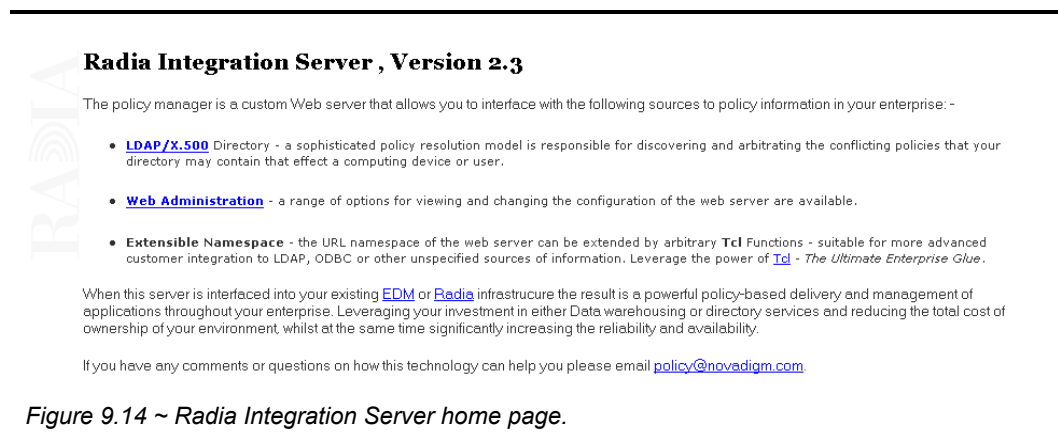 RADIA
Radia Integration Server , Version 2.3
The policy manager is a custom Web server that allows you to interface with the following sources to policy information in your enterprise: -
• LDAP/X.500 Directory - a sophisticated policy resolution model is responsible for discovering and arbitrating the conflicting policies that your
directory may contain that effect a computing device or user.
• Web Administration - a range of options for viewing and changing the configuration of the web server are available.
• Extensible Namespace - the URL namespace of the web server can be extended by arbitrary Tcl Functions - suitable for more advanced
customer integration to LDAP, ODBC or other unspecified sources of information. Leverage the power of Tcl - The Ultimate Enterprise Glue.
When this server is interfaced into your existing EDM or Radia infrastrucure the result is a powerful policy-based delivery and management of
applications throughout your enterprise. Leveraging your investment in either Data warehousing or directory services and reducing the total cost of
ownership of your environment, whilst at the same time significantly increasing the reliability and availability.
If you have any comments or questions on how this technology can help you please email policy@novadigm.com.
Figure 9.14 ~ Radia Integration Server home page.